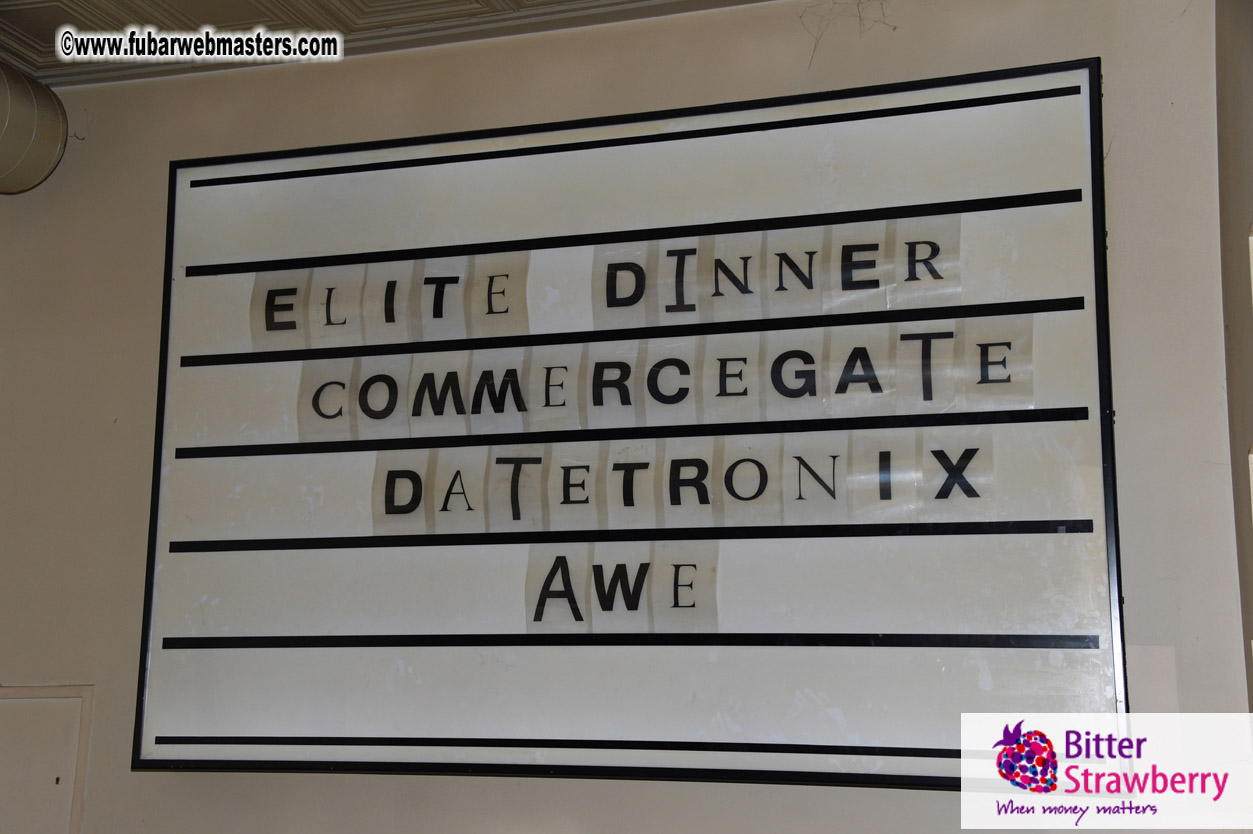 ©www.fubarwebmasters.com
ELITE DINNER
COMMERCEGATE
DATETRONIX
AWE
Bitter
Strawberry
When money matters